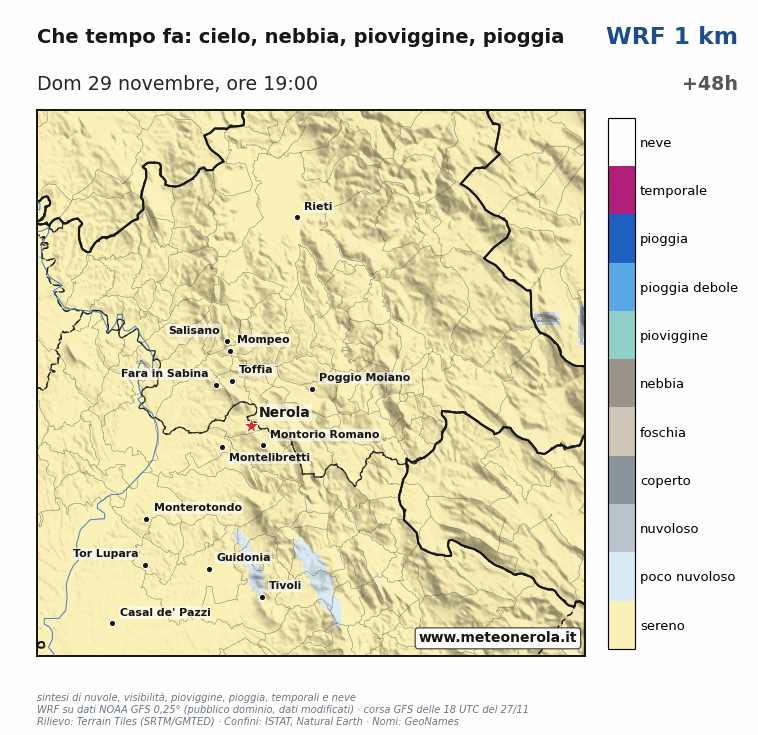 Che tempo fa: cielo, nebbia, pioviggine, pioggia
WRF 1 km
Dom 29 novembre, ore 19:00
+48h
Rieti
Salisano
Mompeo
Fara in Sabina
Toffia
Poggio Moiano
Nerola
Montorio Romano
Montelibretti
Monterotondo
Tor Lupara
Guidonia
Tivoli
Casal de' Pazzi
www.meteonerola.it
neve
temporale
pioggia
pioggia debole
pioviggine
nebbia
foschia
coperto
nuvoloso
poco nuvoloso
sereno
sintesi di nuvole, visibilità, pioviggine, pioggia, temporali e neve
WRF su dati NOAA GFS 0,25° (pubblico dominio, dati modificati) · corsa GFS delle 18 UTC del 27/11
Rilievo: Terrain Tiles (SRTM/GMTED) · Confini: ISTAT, Natural Earth · Nomi: GeoNames